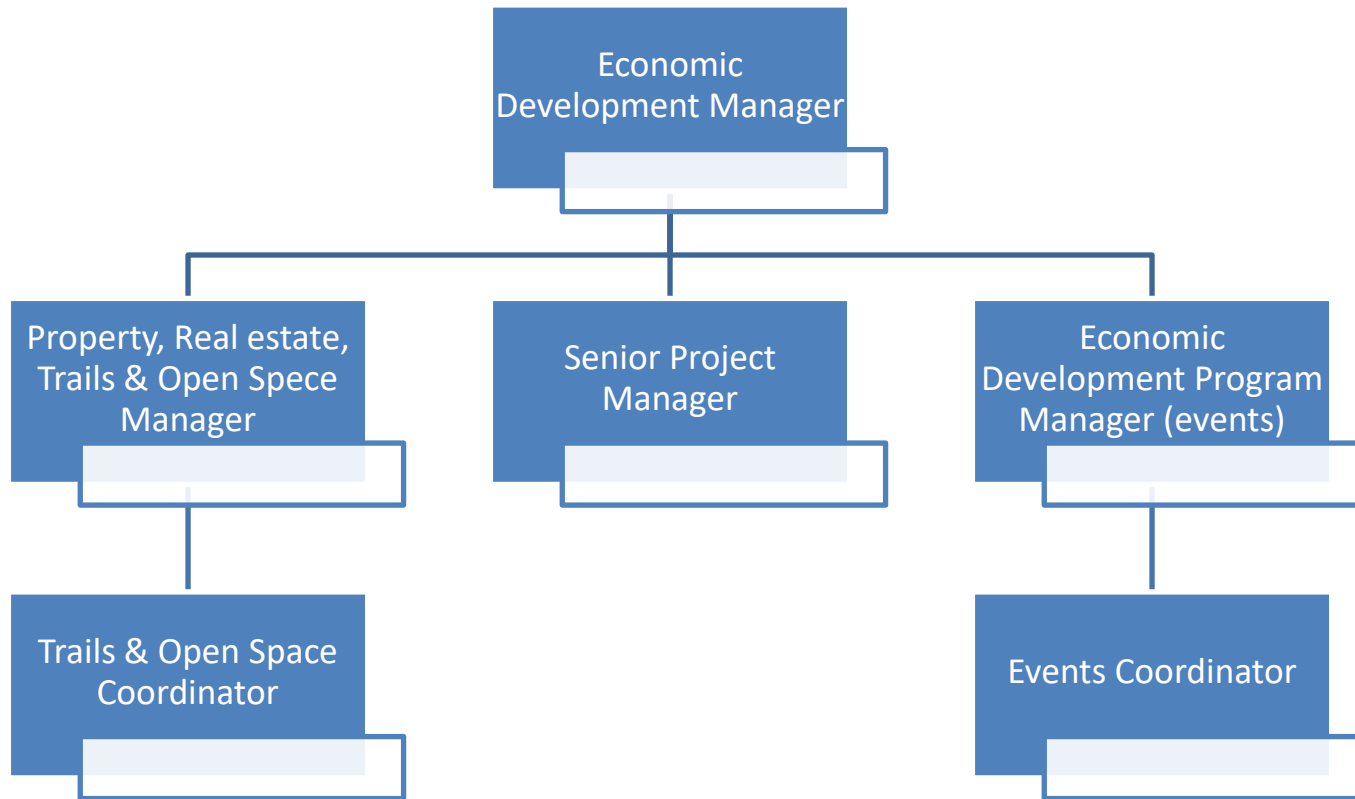 Economic
Development Manager
Property, Real estate,
Trails & Open Spece
Manager
Senior Project
Manager
Economic
Development Program
Manager (events)
Trails & Open Space
Coordinator
Events Coordinator